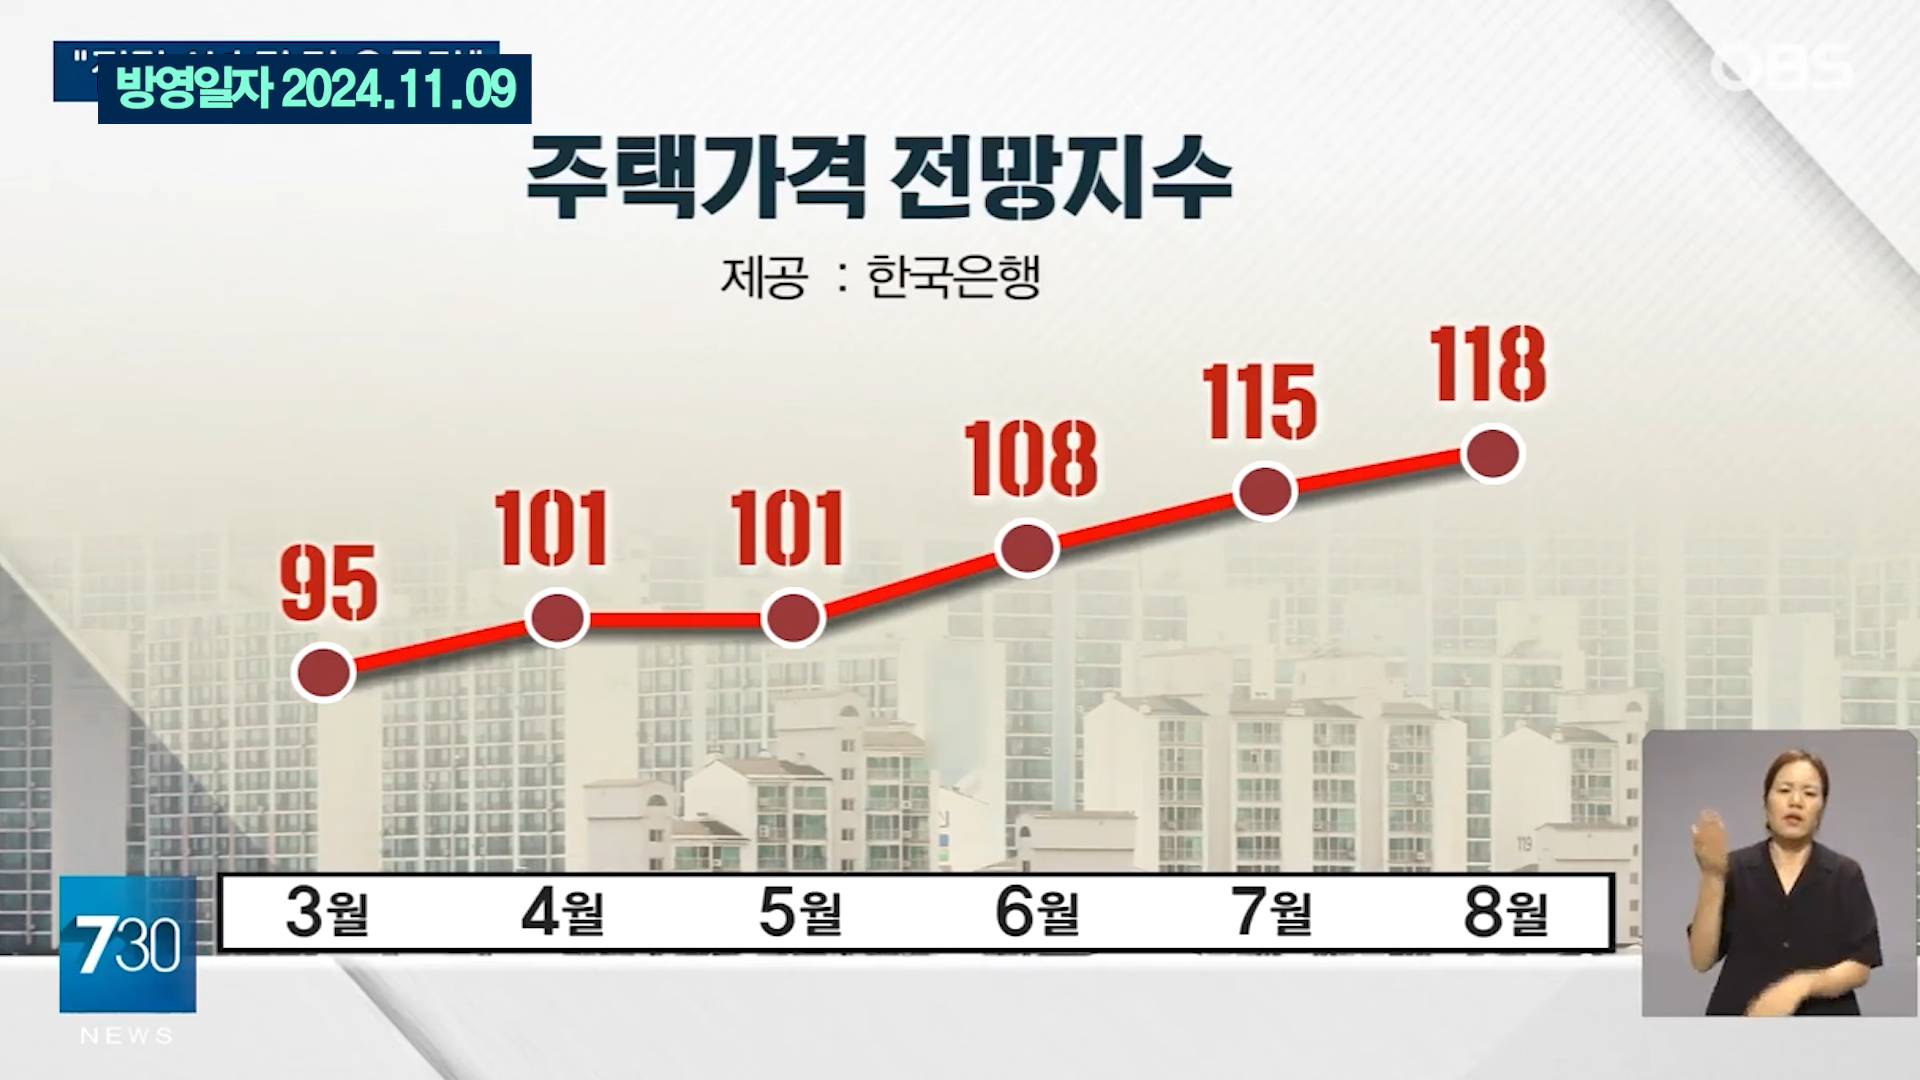 방영일자 2024.11.09
OBS
주택가격 전망지수
제공 : 한국은행
95
101
101
108
115
118
119
3월
4월
5월
6월
7월
8월
730
NEWS